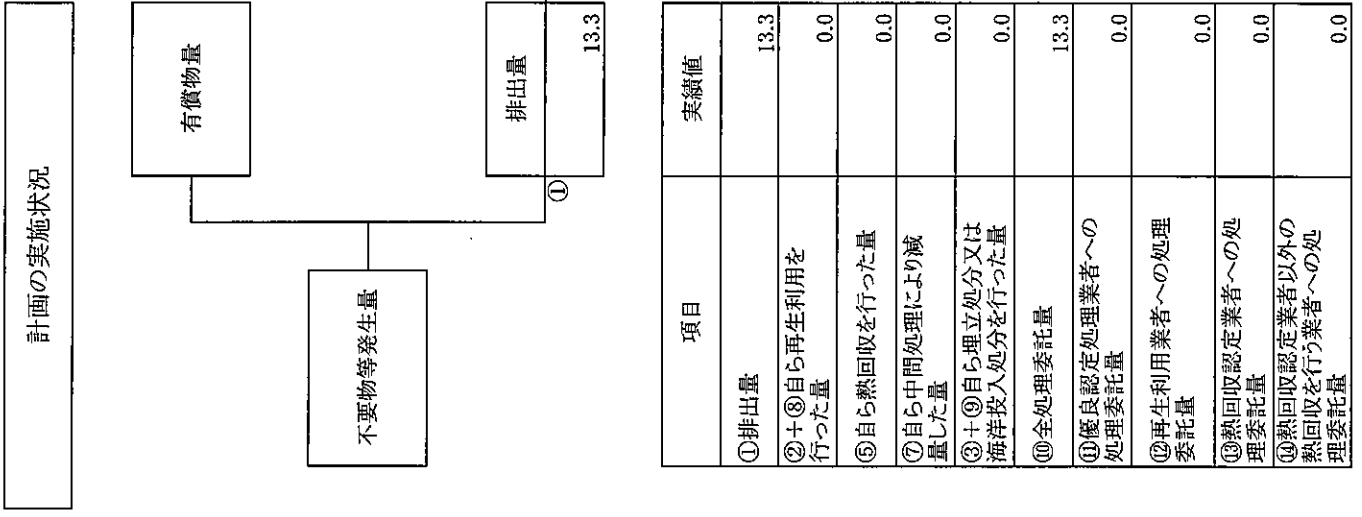 計画の実施状況
有償物量
不要物等発生量
排出量
①
13.3
項目
実績値
①排出量
13.3
②+⑧自ら再生利用を
行った量
0.0
⑤自ら熱回収を行った量
0.0
⑦自ら中間処理により減
量した量
0.0
③+⑨自ら埋立処分又は
海洋投入処分を行った量
0.0
⑩全処理委託量
13.3
⑪優良認定処理業者への
処理委託量
0.0
⑫再生利用業者への処理
委託量
0.0
⑬熱回収認定業者への処
理委託量
0.0
⑭熱回収認定業者以外の
熱回収を行う業者への処
理委託量
0.0